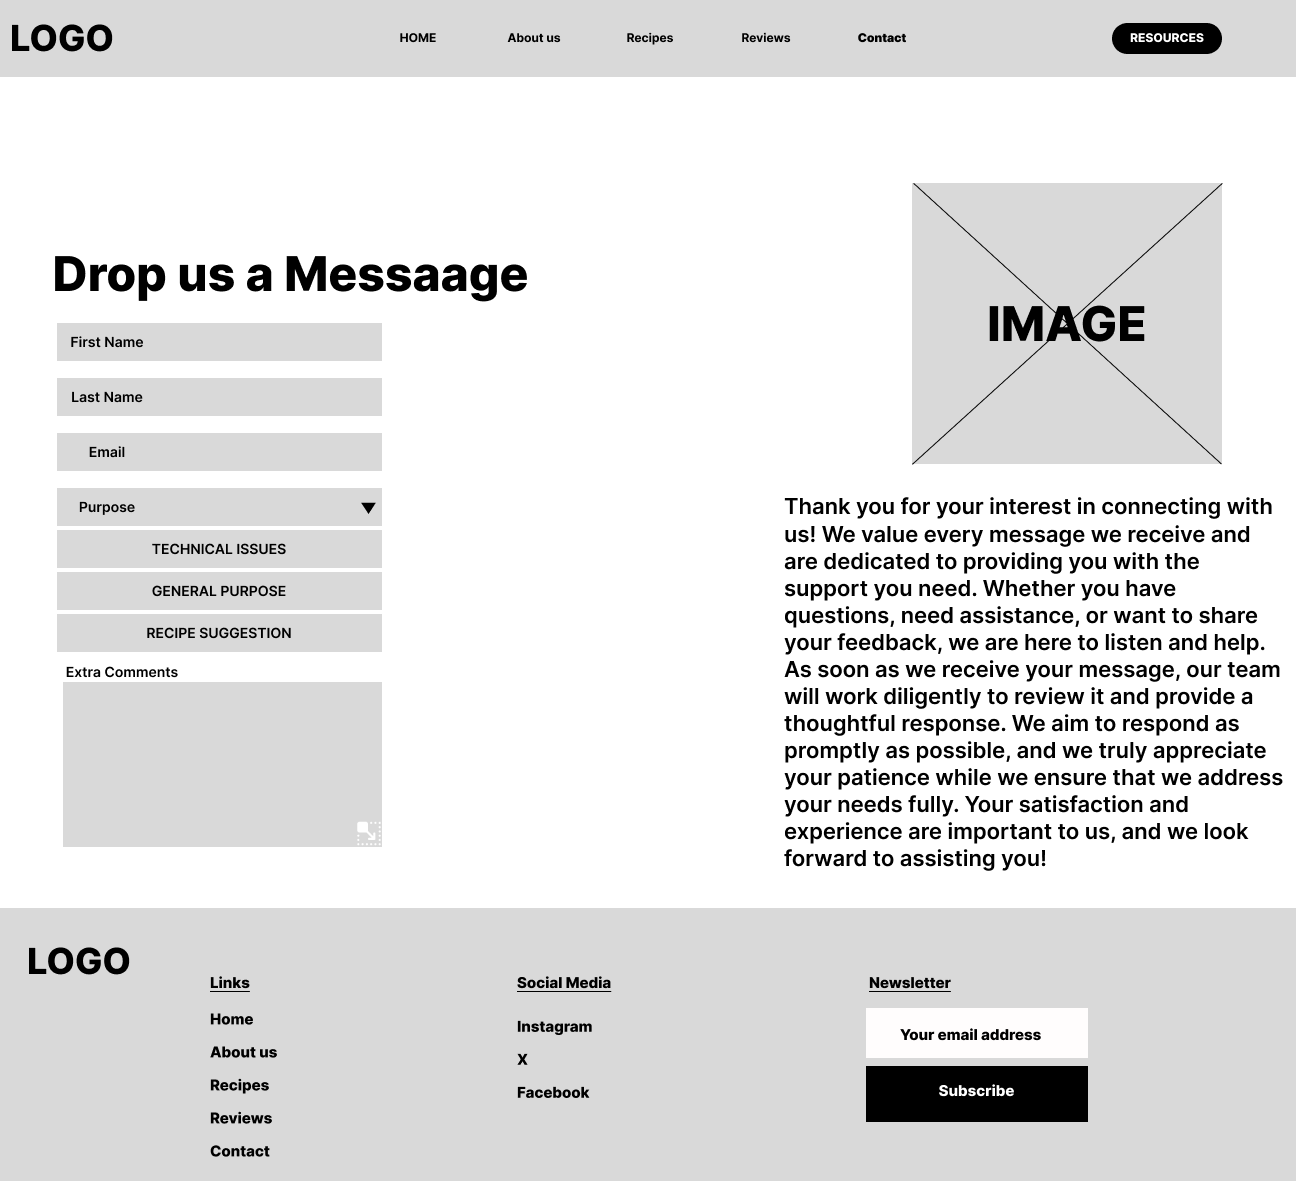 LOGO
HOME
About us
Recipes
Reviews
Contact
RESOURCES
Drop us a Messaage
First Name
Last Name
Email
Purpose
TECHNICAL ISSUES
GENERAL PURPOSE
RECIPE SUGGESTION
Extra Comments
IMAGE
Thank you for your interest in connecting with
us! We value every message we receive and
are dedicated to providing you with the
support you need. Whether you have
questions, need assistance, or want to share
your feedback, we are here to listen and help.
As soon as we receive your message, our team
will work diligently to review it and provide a
thoughtful response. We aim to respond as
promptly as possible, and we truly appreciate
your patience while we ensure that we address
your needs fully. Your satisfaction and
experience are important to us, and we look
forward to assisting you!
LOGO
Links
Home
About us
Recipes
Reviews
Contact
Social Media
Instagram
X
Facebook
Newsletter
Your email address
Subscribe